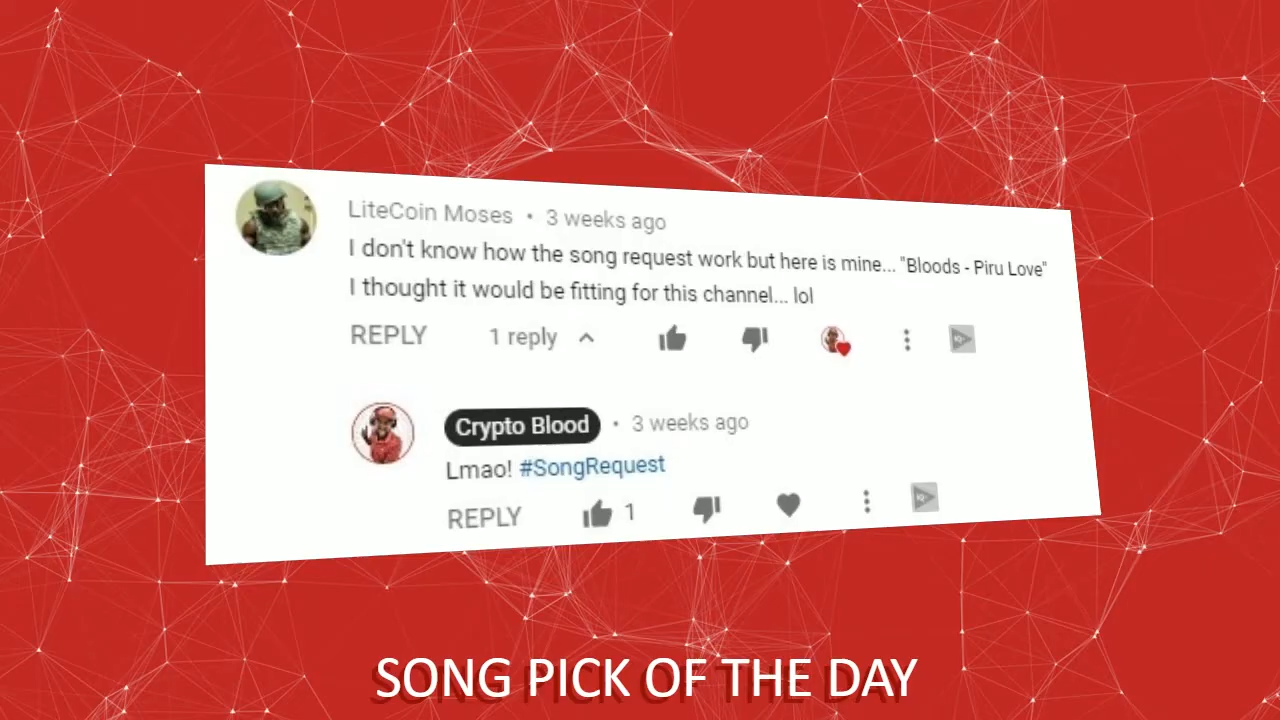 LiteCoin Moses • 3 weeks ago
I don't know how the song request work but here is mine... "Bloods - Piru Love"
I thought it would be fitting for this channel... lol
REPLY 1 reply
Crypto Blood • 3 weeks ago
Lmao! #SongRequest
REPLY 1
SONG PICK OF THE DAY